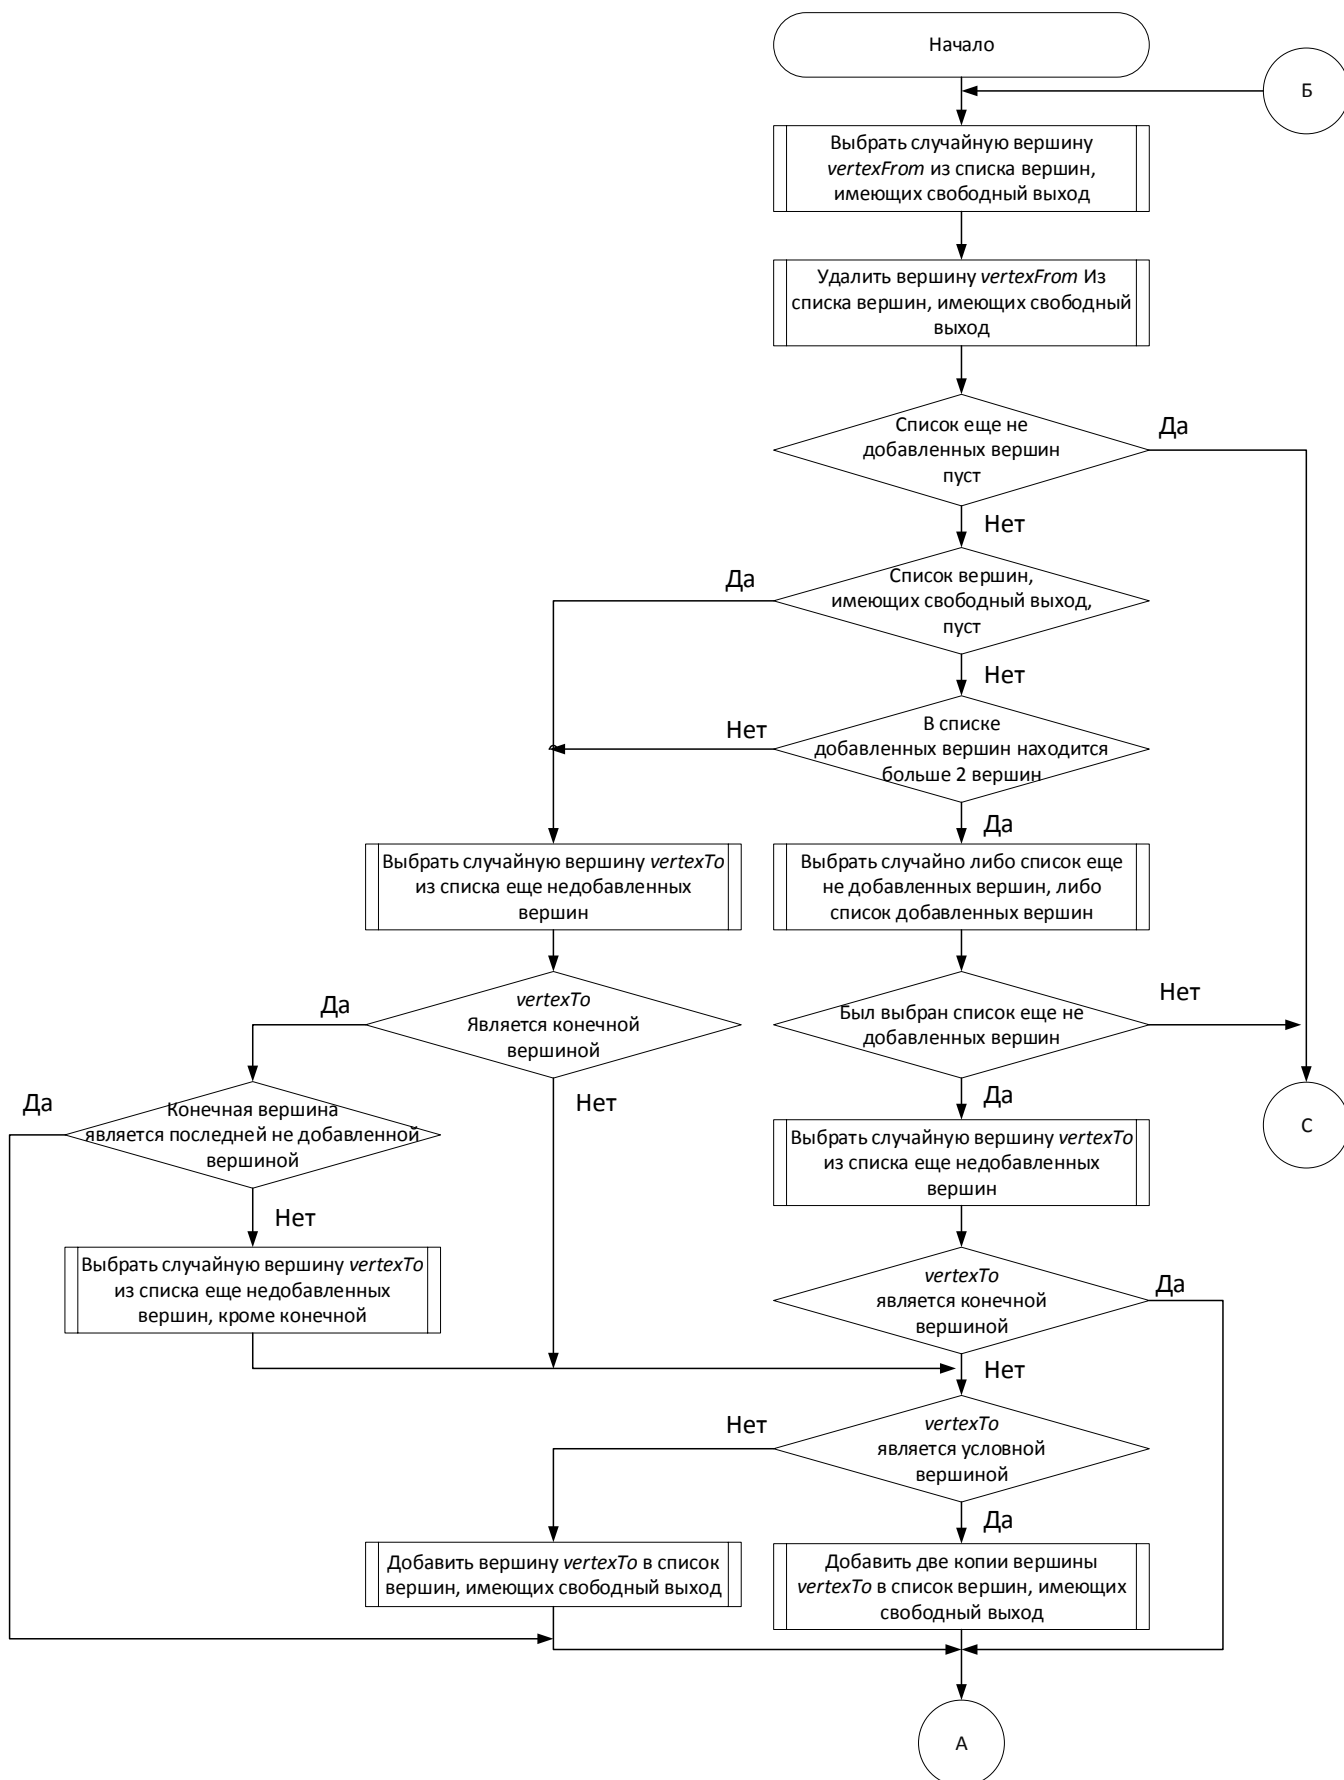 Начало
Б
Выбрать случайную вершину
vertexFrom из списка вершин,
имеющих свободный выход
Удалить вершину vertexFrom Из
списка вершин, имеющих свободный
выход
Список еще не
добавленных вершин
пуст
Да
Нет
Список вершин,
имеющих свободный выход,
пуст
Да
Нет
В списке
добавленных вершин находится
больше 2 вершин
Нет
Да
Выбрать случайную вершину vertexTo
из списка еще недобавленных
вершин
Выбрать случайно либо список еще
не добавленных вершин, либо
список добавленных вершин
vertexTo
Является конечной
вершиной
Да
Нет
Был выбран список еще не
добавленных вершин
Нет
Да
С
Конечная вершина
является последней не добавленной
вершиной
Да
Нет
Выбрать случайную вершину vertexTo
из списка еще недобавленных
вершин
Выбрать случайную вершину vertexTo
из списка еще недобавленных
вершин, кроме конечной
vertexTo
является конечной
вершиной
Да
Нет
vertexTo
является условной
вершиной
Нет
Да
Добавить вершину vertexTo в список
вершин, имеющих свободный выход
Добавить две копии вершины
vertexTo в список вершин, имеющих
свободный выход
А